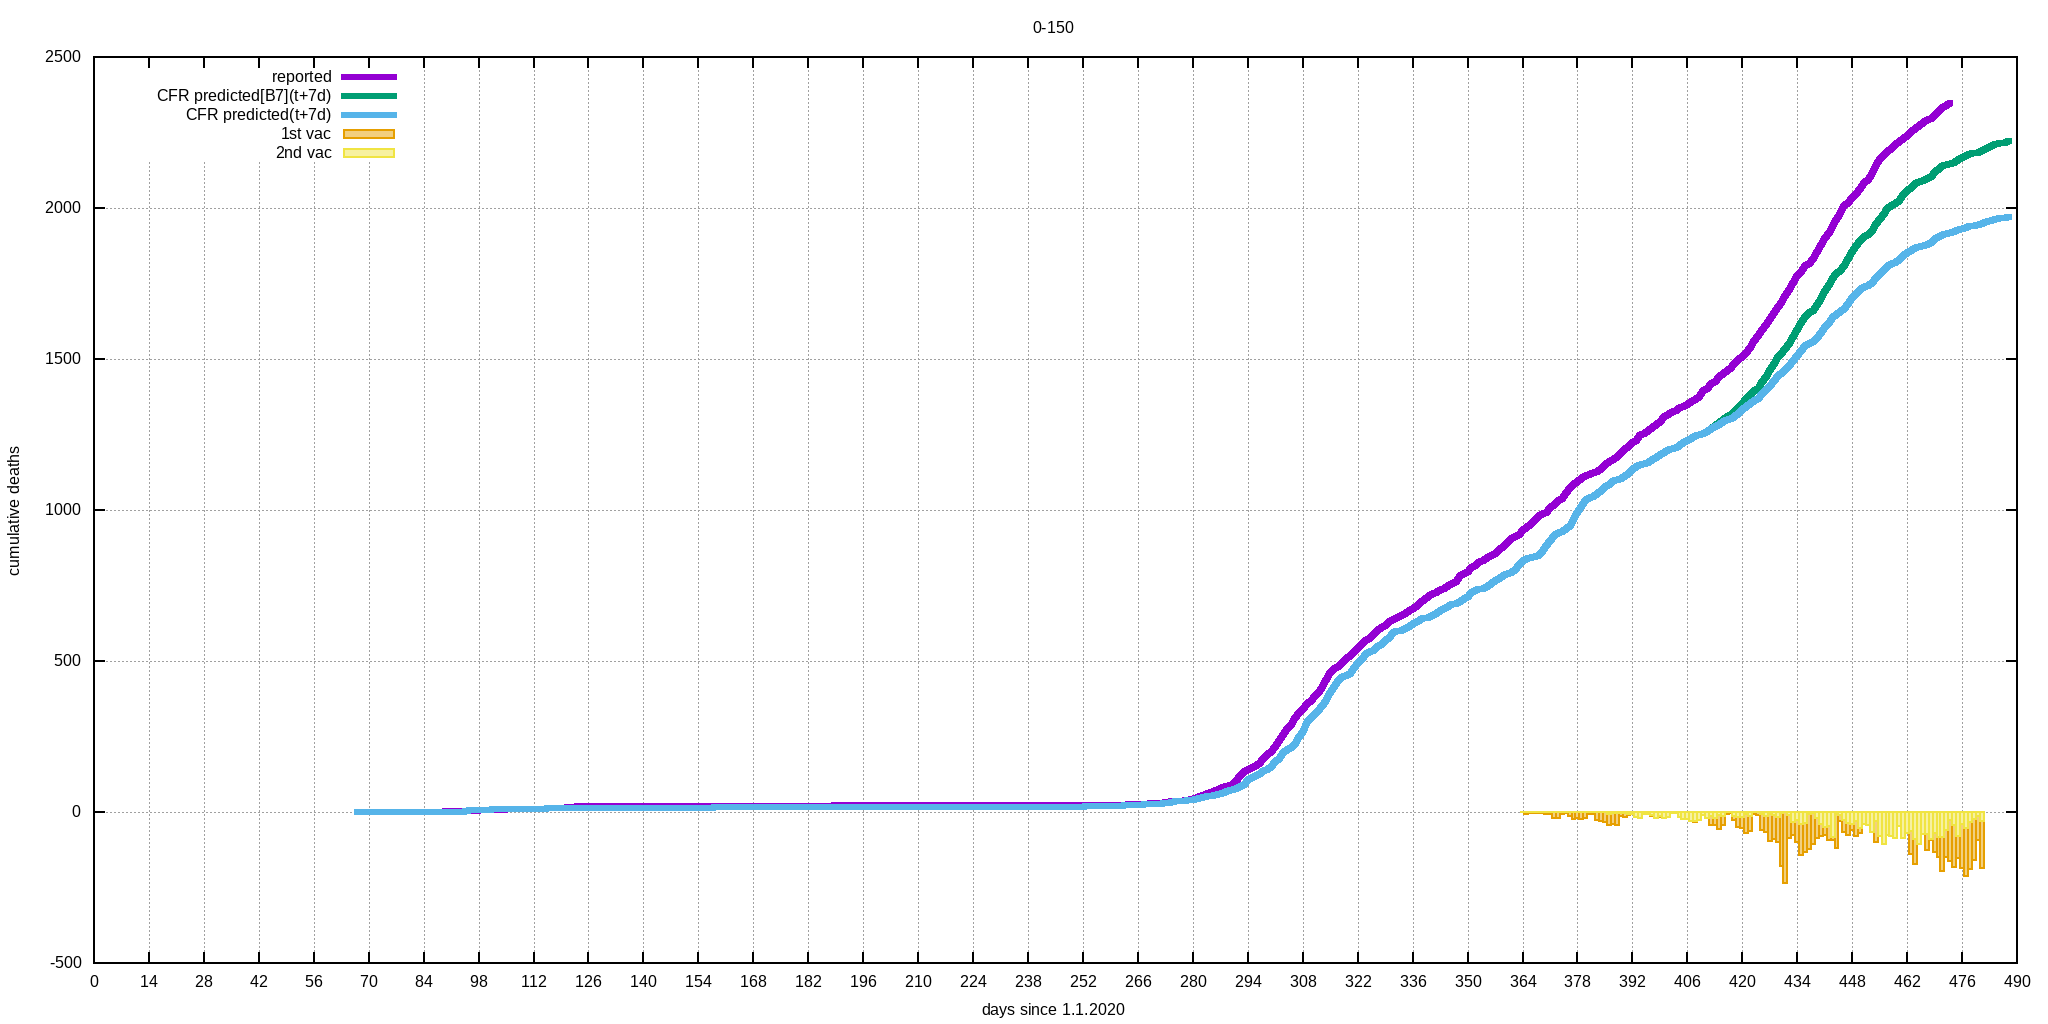 0-150
2500
2000
1500
1000
500
0
-500
cumulative deaths
reported
CFR predicted[B7](t+7d)
CFR predicted(t+7d)
1st vac
2nd vac
0 14 28 42 56 70 84 98 112 126 140 154 168 182 196 210 224 238 252 266 280 294 308 322 336 350 364 378 392 406 420 434 448 462 476 490
days since 1.1.2020